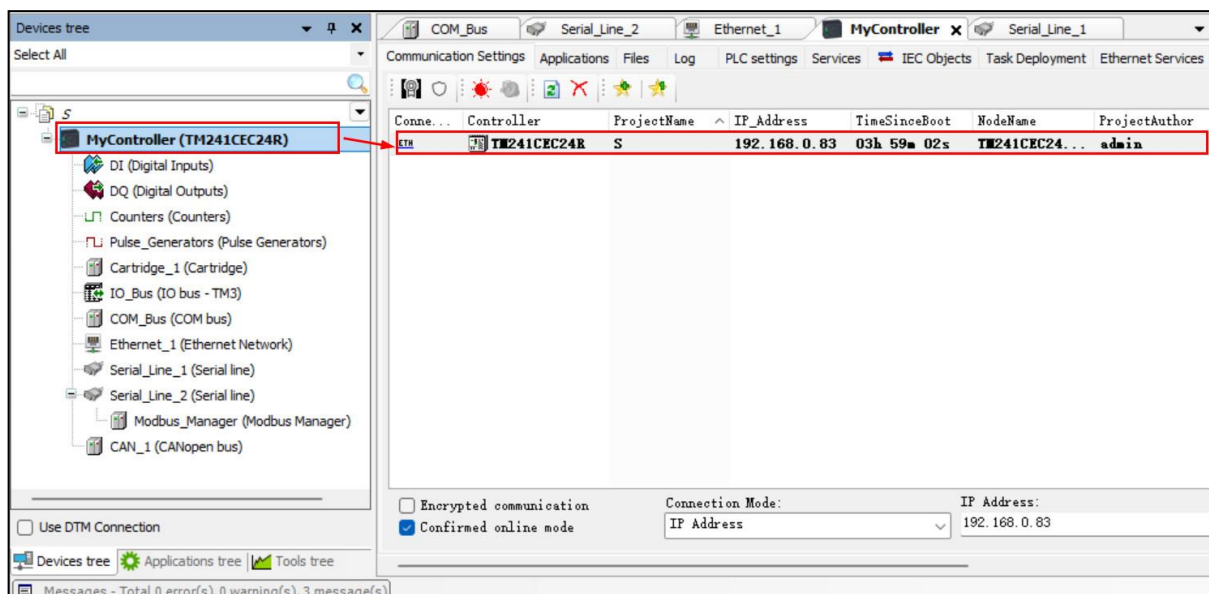 Devices tree
Select All
S
MyController (TM241CEC24R)
DI (Digital Inputs)
DQ (Digital Outputs)
Counters (Counters)
Pulse_Generators (Pulse Generators)
Cartridge_1 (Cartridge)
IO_Bus (IO bus - TM3)
COM_Bus (COM bus)
Ethernet_1 (Ethernet Network)
Serial_Line_1 (Serial line)
Serial_Line_2 (Serial line)
Modbus_Manager (Modbus Manager)
CAN_1 (CANopen bus)
Use DTM Connection
Devices tree Applications tree Tools tree
Messages - Total 0 error(s), 0 warning(s), 3 message(s)
COM_Bus Serial_Line_2 Ethernet_1 MyController Serial_Line_1
Communication Settings Applications Files Log PLC settings Services IEC Objects Task Deployment Ethernet Services
Conne... Controller ProjectName IP_Address TimeSinceBoot NodeName ProjectAuthor
ETH TM241CEC24R S 192.168.0.83 03h 59m 02s TM241CEC24... admin
Encrypted communication Connection Mode: IP Address:
Confirmed online mode IP Address 192.168.0.83